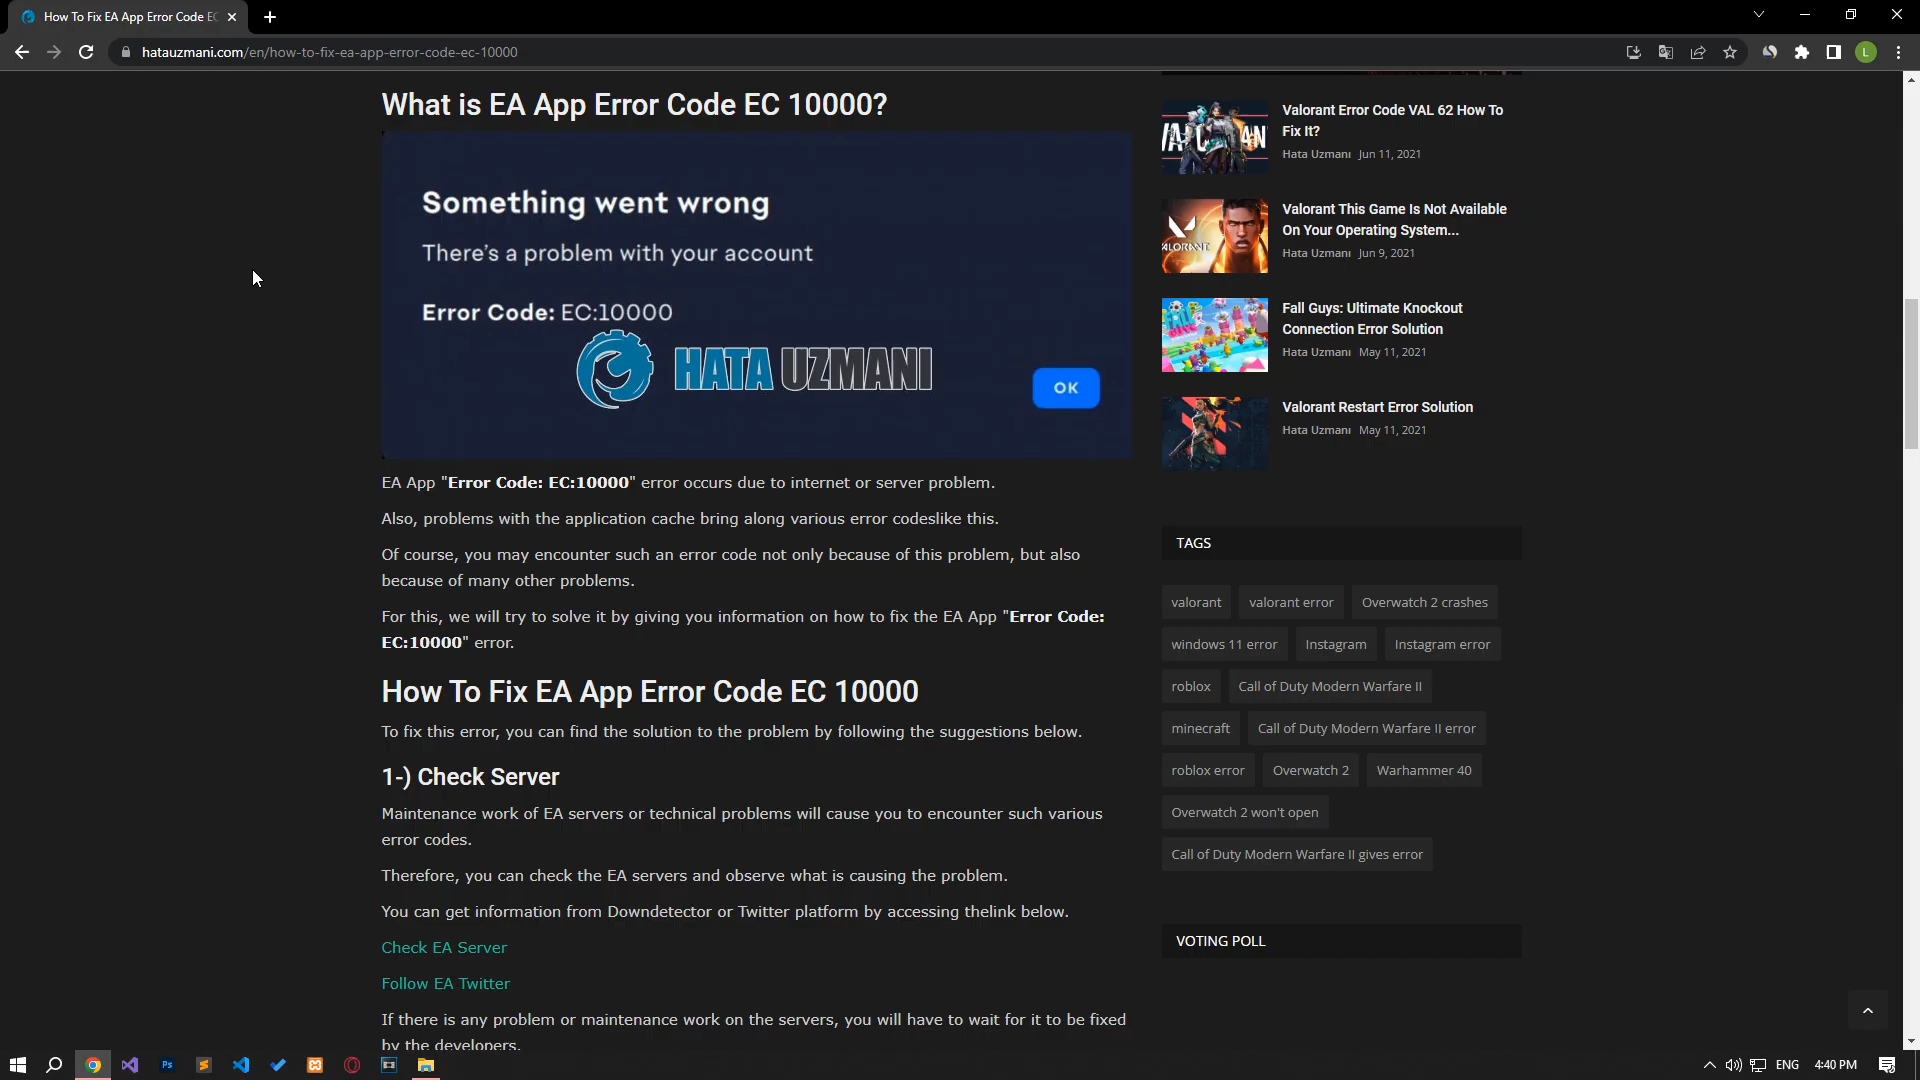 How To Fix EA App Error Code EC
hatauzmani.com/en/how-to-fix-ea-app-error-code-ec-10000
L
What is EA App Error Code EC 10000?
Something went wrong
There's a problem with your account
Error Code: EC:10000
HATA UZMANI
OK
EA App "Error Code: EC:10000" error occurs due to internet or server problem.
Also, problems with the application cache bring along various error codeslike this.
Of course, you may encounter such an error code not only because of this problem, but also
because of many other problems.
For this, we will try to solve it by giving you information on how to fix the EA App "Error Code:
EC:10000" error.
How To Fix EA App Error Code EC 10000
To fix this error, you can find the solution to the problem by following the suggestions below.
1-) Check Server
Maintenance work of EA servers or technical problems will cause you to encounter such various
error codes.
Therefore, you can check the EA servers and observe what is causing the problem.
You can get information from Downdetector or Twitter platform by accessing thelink below.
Check EA Server
Follow EA Twitter
If there is any problem or maintenance work on the servers, you will have to wait for it to be fixed
by the developers.
Valorant Error Code VAL 62 How To
Fix It?
Hata Uzmanı Jun 11, 2021
Valorant This Game Is Not Available
On Your Operating System...
Hata Uzmanı Jun 9, 2021
Fall Guys: Ultimate Knockout
Connection Error Solution
Hata Uzmanı May 11, 2021
Valorant Restart Error Solution
Hata Uzmanı May 11, 2021
TAGS
valorant valorant error Overwatch 2 crashes
windows 11 error Instagram Instagram error
roblox Call of Duty Modern Warfare II
minecraft Call of Duty Modern Warfare II error
roblox error Overwatch 2 Warhammer 40
Overwatch 2 won't open
Call of Duty Modern Warfare II gives error
VOTING POLL
Ps
ENG 4:40 PM